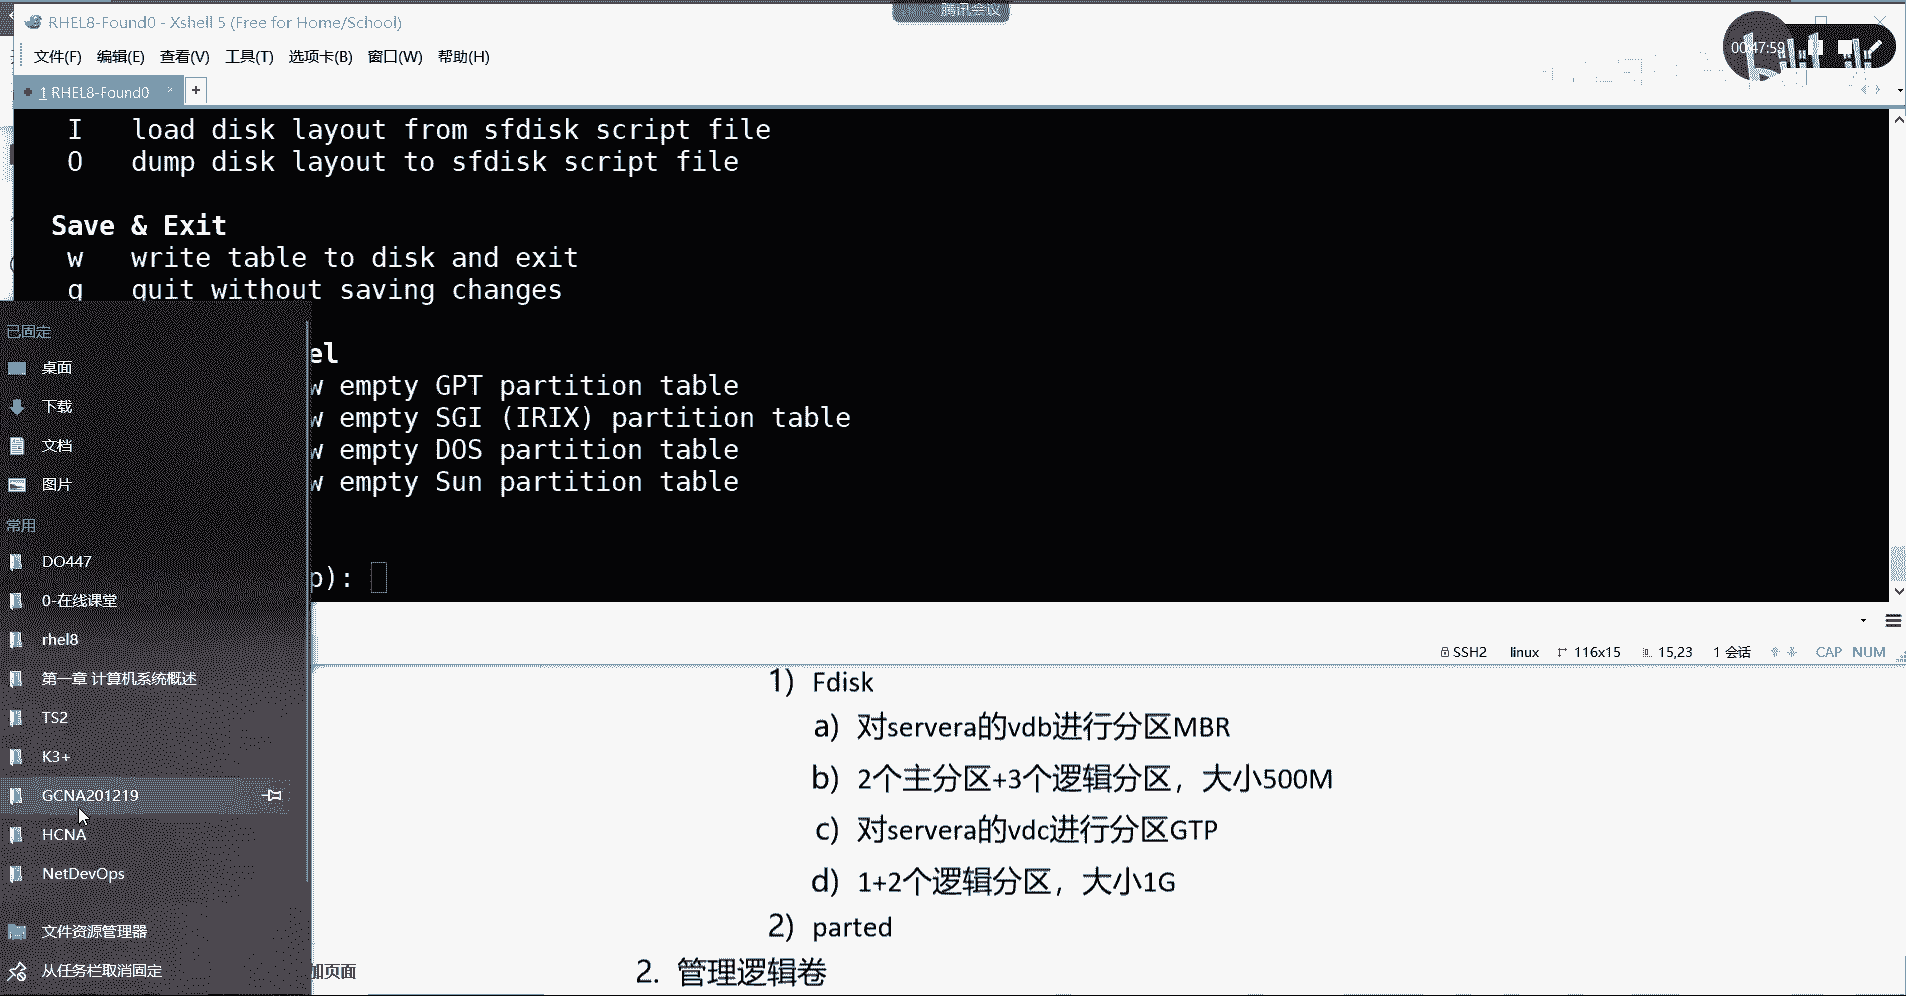 腾讯会议
RHEL8-Found0 - Xshell 5 (Free for Home/School)
00:47:59
文件(F) 编辑(E) 查看(V) 工具(T) 选项卡(B) 窗口(W) 帮助(H)
1 RHEL8-Found0 × +
I load disk layout from sfdisk script file
O dump disk layout to sfdisk script file
Save & Exit
w write table to disk and exit
q quit without saving changes
el
w empty GPT partition table
w empty SGI (IRIX) partition table
w empty DOS partition table
w empty Sun partition table
p):
已固定
桌面
下载
文档
图片
常用
DO447
0-在线课堂
rhel8
第一章 计算机系统概述
TS2
K3+
GCNA201219
HCNA
NetDevOps
文件资源管理器
从任务栏取消固定
SSH2 linux 116x15 15,23 1 会话 CAP NUM
1) Fdisk
a) 对servera的vdb进行分区MBR
b) 2个主分区+3个逻辑分区，大小500M
c) 对servera的vdc进行分区GTP
d) 1+2个逻辑分区，大小1G
2) parted
2. 管理逻辑卷
加页面